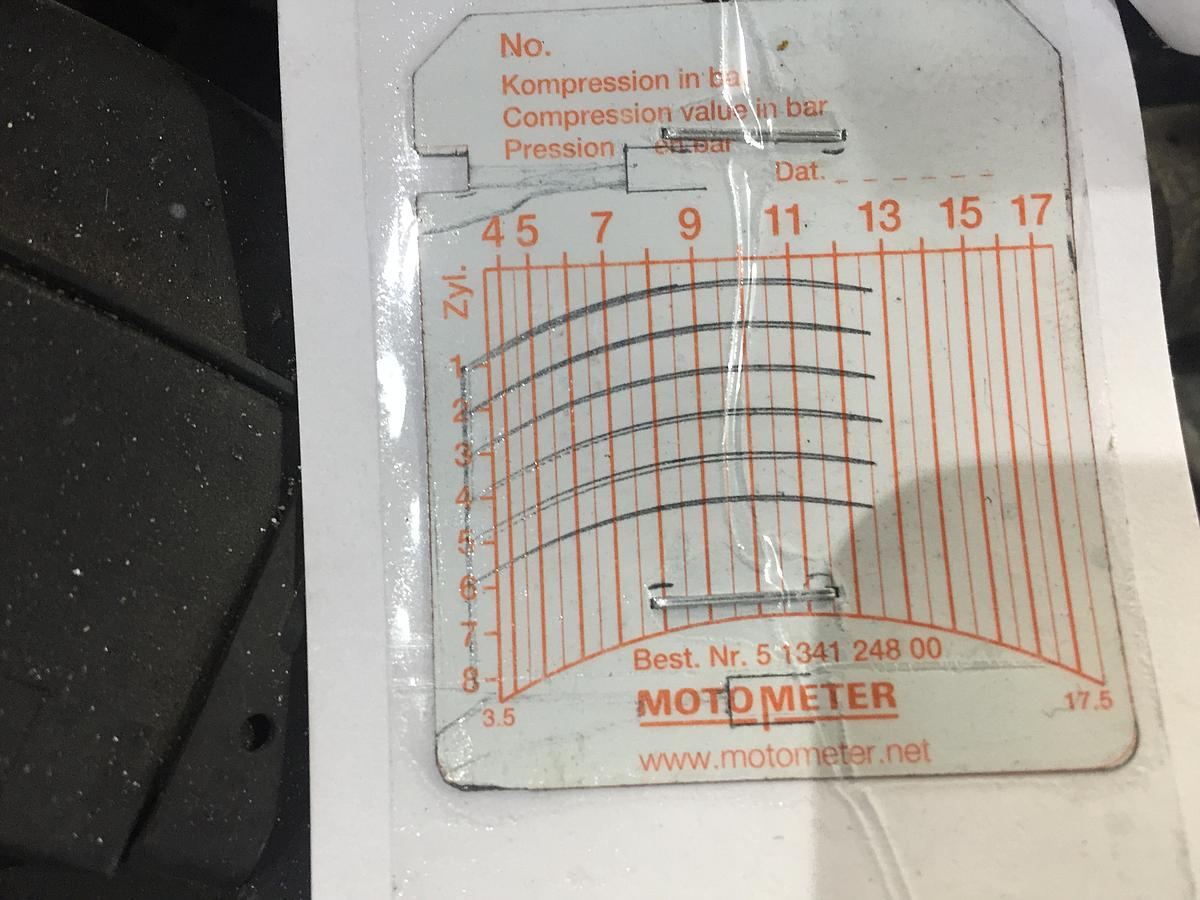 No.
Kompression in bar
Compression value in bar
Pression en bar
Dat. _ _ _ _ _ _
4 5 7 9 11 13 15 17
Zyl.
1
2
3
4
5
6
7
8
3.5
17.5
Best. Nr. 5 1341 248 00
MOTOMETER
www.motometer.net